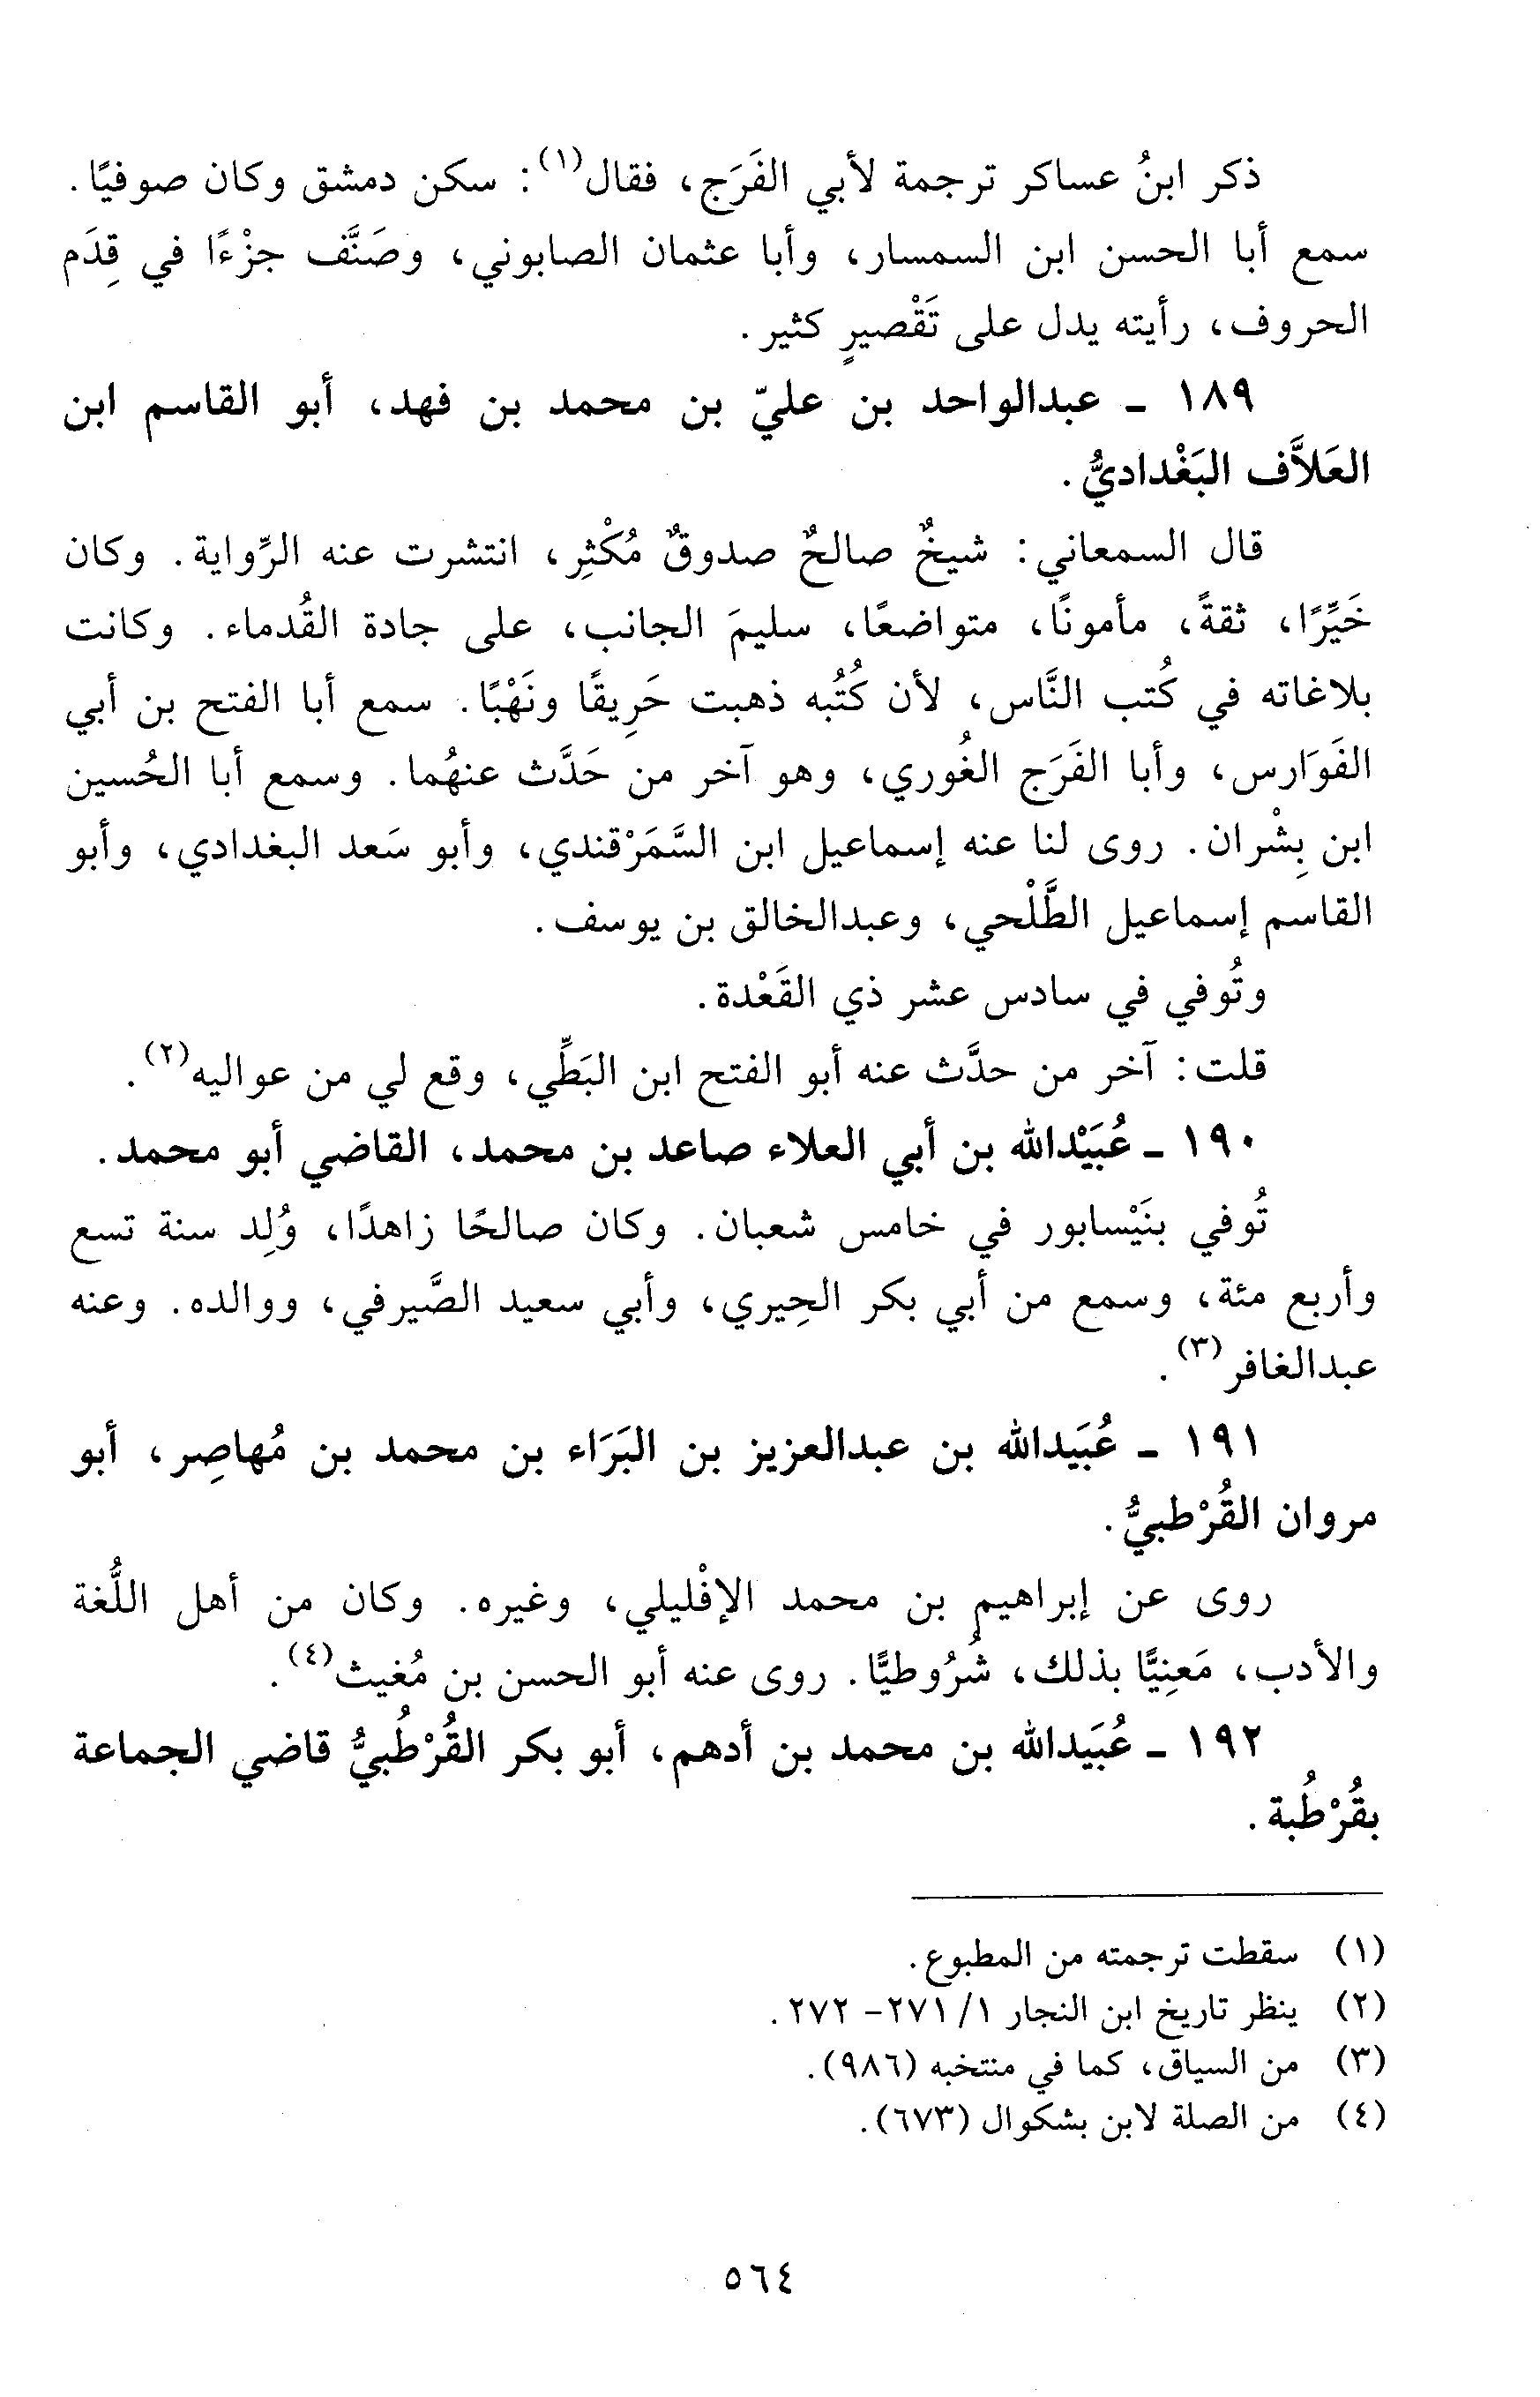 ذكر ابنُ عساكر ترجمة لأبي الفَرَج، فقال(١): سكن دمشق وكان صوفيًا.
سمع أبا الحسن ابن السمسار، وأبا عثمان الصابوني، وصَنَّف جزْءًا في قِدَم
الحروف، رأيته يدل على تَقْصيرٍ كثير.
١٨٩ ـ عبدالواحد بن عليّ بن محمد بن فهد، أبو القاسم ابن
العَلاَّف البَغْداديُّ.
قال السمعاني: شيخٌ صالحٌ صدوقٌ مُكْثِر، انتشرت عنه الرِّواية. وكان
خَيِّرًا، ثقةً، مأمونًا، متواضعًا، سليمَ الجانب، على جادة القُدماء. وكانت
بلاغاته في كُتب النَّاس، لأن كُتُبه ذهبت حَرِيقًا ونَهْبًا. سمع أبا الفتح بن أبي
الفَوَارس، وأبا الفَرَج الغُوري، وهو آخر من حَدَّث عنهُما. وسمع أبا الحُسين
ابن بِشْران. روى لنا عنه إسماعيل ابن السَّمَرْقندي، وأبو سَعد البغدادي، وأبو
القاسم إسماعيل الطَّلْحي، وعبدالخالق بن يوسف.
وتُوفي في سادس عشر ذي القَعْدة.
قلت: آخر من حدَّث عنه أبو الفتح ابن البَطِّي، وقع لي من عواليه(٢).
١٩٠ ـ عُبَيْدالله بن أبي العلاء صاعد بن محمد، القاضي أبو محمد.
تُوفي بنَيْسابور في خامس شعبان. وكان صالحًا زاهدًا، وُلِد سنة تسع
وأربع مئة، وسمع من أبي بكر الحِيري، وأبي سعيد الصَّيرفي، ووالده. وعنه
عبدالغافر(٣).
١٩١ ـ عُبَيدالله بن عبدالعزيز بن البَرَاء بن محمد بن مُهاصِر، أبو
مروان القُرْطبيُّ.
روى عن إبراهيم بن محمد الإفْليلي، وغيره. وكان من أهل اللُّغة
والأدب، مَعنِيًّا بذلك، شُرُوطيًّا. روى عنه أبو الحسن بن مُغيث(٤).
١٩٢ ـ عُبَيدالله بن محمد بن أدهم، أبو بكر القُرْطُبيُّ قاضي الجماعة
بقُرْطُبة.
(١) سقطت ترجمته من المطبوع.
(٢) ينظر تاريخ ابن النجار ١/ ٢٧١- ٢٧٢.
(٣) من السياق، كما في منتخبه (٩٨٦).
(٤) من الصلة لابن بشكوال (٦٧٣).
٥٦٤